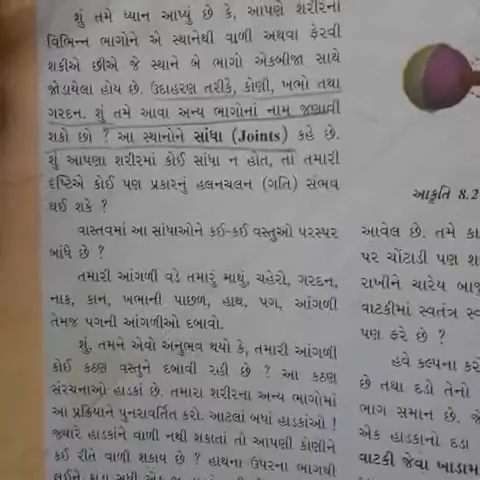 શું તમે ધ્યાન આપ્યું છે કે, આપણે શરીરના
વિભિન્ન ભાગોને એ સ્થાનેથી વાળી અથવા ફેરવી
શકીએ છીએ જે સ્થાને બે ભાગો એકબીજા સાથે
જોડાયેલા હોય છે. ઉદાહરણ તરીકે, કોણી, ખભો તથા
ગરદન. શું તમે આવા અન્ય ભાગોનાં નામ જણાવી
શકો છો ? આ સ્થાનોને સાંધા (Joints) કહે છે.
શું આપણા શરીરમાં કોઈ સાંધા ન હોત, તો તમારી
દૃષ્ટિએ કોઈ પણ પ્રકારનું હલનચલન (ગતિ) સંભવ
થઈ શકે ?
વાસ્તવમાં આ સાંધાઓને કઈ-કઈ વસ્તુઓ પરસ્પર
બાંધે છે ?
તમારી આંગળી વડે તમારું માથું, ચહેરો, ગરદન,
નાક, કાન, ખભાની પાછળ, હાથ, પગ, આંગળી
તેમજ પગની આંગળીઓ દબાવો.
શું, તમને એવો અનુભવ થયો કે, તમારી આંગળી
કોઈ કઠણ વસ્તુને દબાવી રહી છે ? આ કઠણ
સંરચનાઓ હાડકાં છે. તમારા શરીરના અન્ય ભાગોમાં
આ પ્રક્રિયાને પુનરાવર્તિત કરો. આટલાં બધાં હાડકાંઓ !
જ્યારે હાડકાંને વાળી નથી શકાતાં તો આપણી કોણીને
કઈ રીતે વાળી શકાય છે ? હાથના ઉપરના ભાગથી
આકૃતિ 8.2
આવેલ છે. તમે કા
પર ચોંટાડી પણ શ
રાખીને ચારેય બાજુ
વાટકીમાં સ્વતંત્ર સ્
પણ ફરે છે ?
હવે કલ્પના કરો
છે તથા દડો તેનો
ભાગ સમાન છે. જે
એક હાડકાનો દડા
વાટકી જેવા ખાડામ